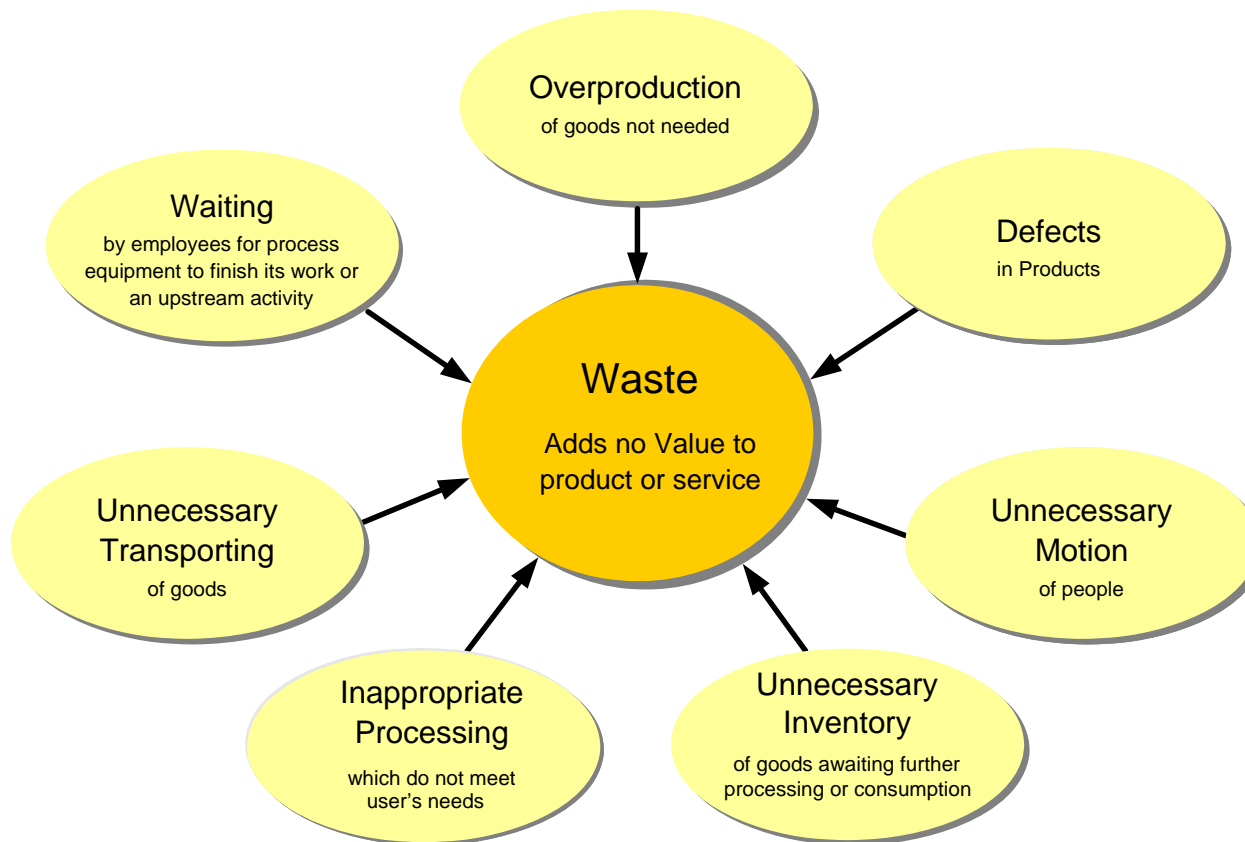 Overproduction
of goods not needed
Waiting
by employees for process
equipment to finish its work or
an upstream activity
Defects
in Products
Waste
Adds no Value to
product or service
Unnecessary
Transporting
of goods
Unnecessary
Motion
of people
Inappropriate
Processing
which do not meet
user's needs
Unnecessary
Inventory
of goods awaiting further
processing or consumption